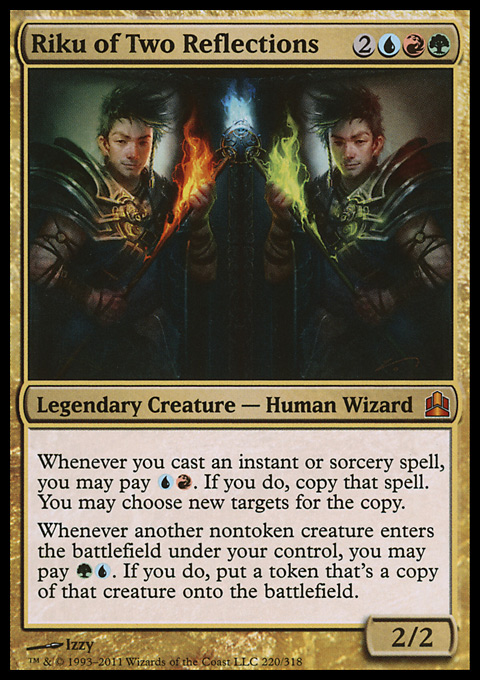 Riku of Two Reflections 2
Legendary Creature — Human Wizard
Whenever you cast an instant or sorcery spell,
you may pay . If you do, copy that spell.
You may choose new targets for the copy.
Whenever another nontoken creature enters
the battlefield under your control, you may
pay . If you do, put a token that's a copy
of that creature onto the battlefield.
Izzy
2/2
™ & © 1993–2011 Wizards of the Coast LLC 220/318